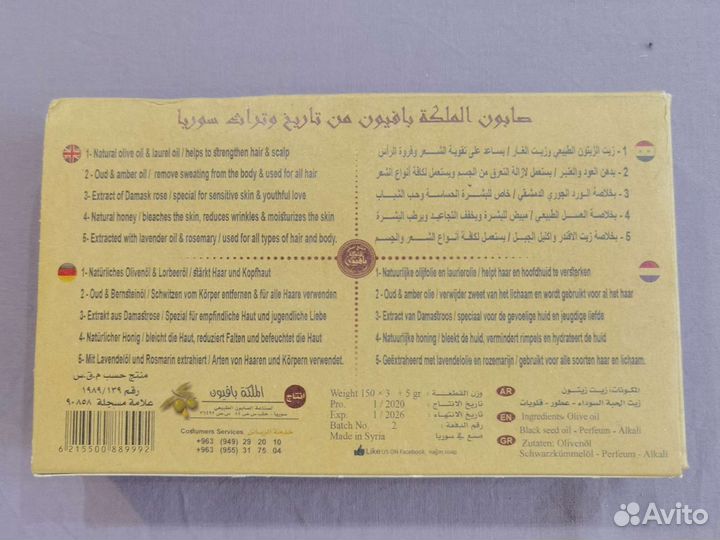 صابون الملكة بافيون من تاريخ وتراث سوريا
1- Natural olive oil & laurel oil / helps to strengthen hair & scalp
2- Oud & amber oil / remove sweating from the body & used for all hair
3- Extract of Damask rose / special for sensitive skin & youthful love
4- Natural honey / bleaches the skin, reduces wrinkles & moisturizes the skin
5- Extracted with lavender oil & rosemary / used for all types of hair and body.
1 - زيت الزيتون الطبيعي وزيت الغار / يساعد على تقوية الشعر وفروة الرأس
2 - بدهن العود والعنبر / يستعمل لازالة التعرق من الجسم ويستعمل لكافة أنواع الشعر
3 - بخلاصة الورد الجوري الدمشقي / خاص للبشرة الحساسة وحب الشباب
4 - بخلاصة العسل الطبيعي / مبيض للبشرة ويخفف التجاعيد ويرطب البشرة
5 - بخلاصة زيت الافندر واكليل الجبل / يستعمل لكافة أنواع الشعر والجسم
1- Natürliches Olivenöl & Lorbeeröl / stärkt Haar und Kopfhaut
2- Oud & Bernsteinöl / Schwitzen vom Körper entfernen & für alle Haare verwenden
3- Extrakt aus Damastrose / Spezial für empfindliche Haut und jugendliche Liebe
4- Natürlicher Honig / bleicht die Haut, reduziert Falten und befeuchtet die Haut
5- Mit Lavendelöl und Rosmarin extrahiert / Arten von Haaren und Körpern verwendet.
1- Natuurlijke olijfolie en laurierolie / helpt haar en hoofdhuid te versterken
2- Oud & amber olie / verwijder zweet van het lichaam en wordt gebruikt voor al het haar
3- Extract van Damastroos / speciaal voor de gevoelige huid en jeugdige liefde
4- Natuurlijke honing / bleekt de huid, vermindert rimpels en hydrateert de huid
5- Geëxtraheerd met lavendelolie en rozemarijn / gebruikt voor alle soorten haar en lichaam.
منتج حسب م.ق.س
رقم ١٩٨٩/١٣٩
علامة مسجلة ٩٠٨٥٨
6 215500 889992
إنتاج
الملكة بافيون
لصناعة الصابون الطبيعي
Costumers Services خدمة الزبائن
+963 (949) 29 20 10
+963 (955) 31 75 04
Weight 150 * 3 + 5 gr وزن القطعة :
Pro. 1 / 2020 تاريخ الإنتاج :
Exp. 1 / 2026 تاريخ الإنتهاء :
Batch No 2 رقم الدفعة :
Made in Syria صنع في سوريا
Like US ON Facebook najjm.soap
AR المكونات: زيت زيتون
زيت الحبة السوداء - عطور - قلويات
EN Ingredients: Olive oil
Black seed oil - Perfeum - Alkali
GR Zutaten: Olivenöl
Schwarzkümmelöl - Perfeum - Alkali
Avito